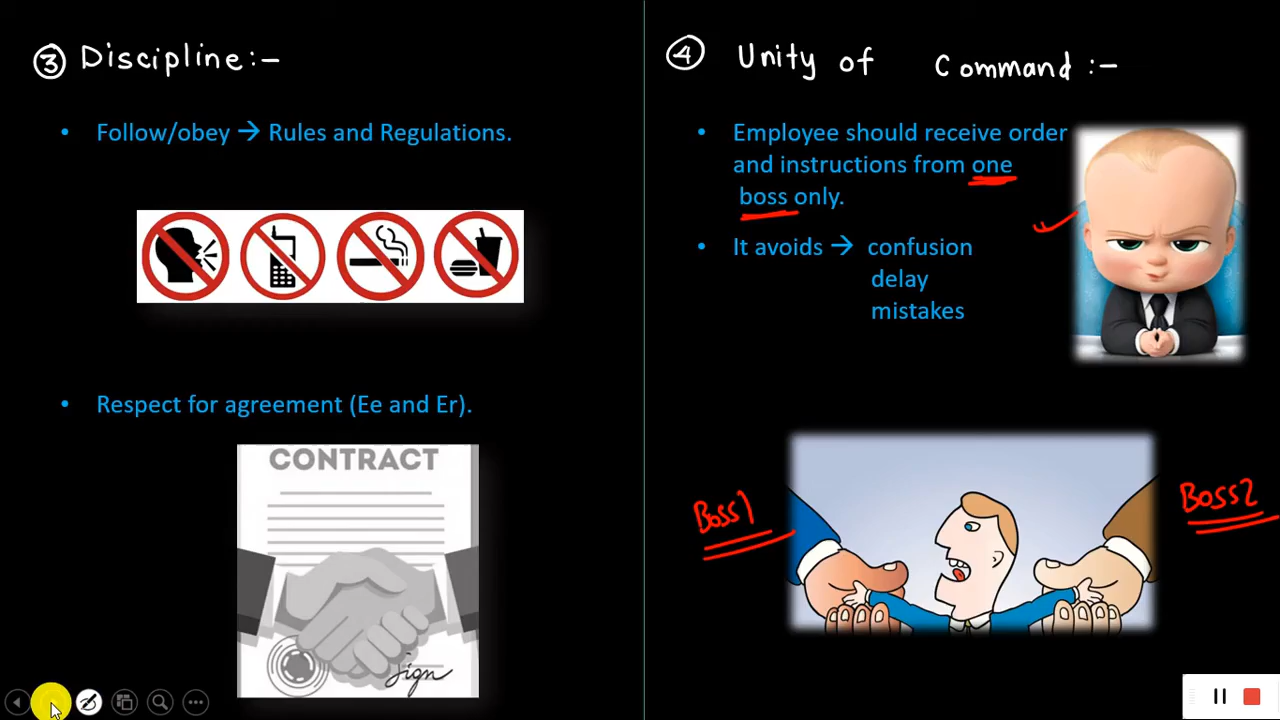 ③ Discipline:-
• Follow/obey → Rules and Regulations.
• Respect for agreement (Ee and Er).
CONTRACT
Sign
④ Unity of Command :-
• Employee should receive order
and instructions from one
boss only.
• It avoids → confusion
delay
mistakes
Boss1
Boss2